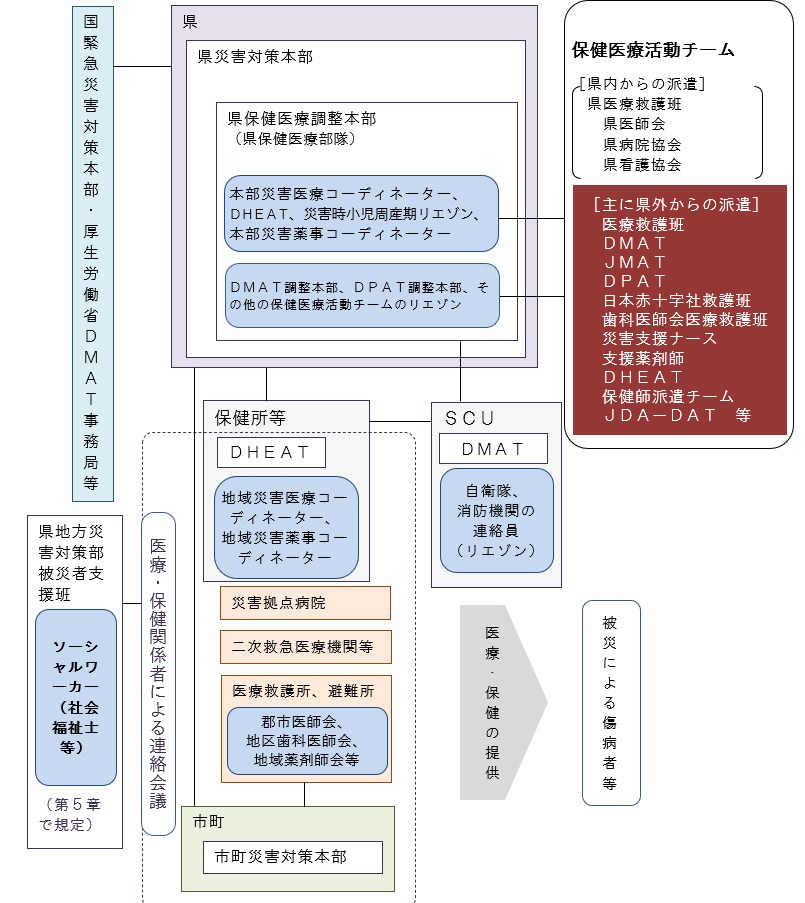 国緊急災害対策本部・厚生労働省ＤＭＡＴ事務局等
県
県災害対策本部
県保健医療調整本部
（県保健医療部隊）
本部災害医療コーディネーター、
ＤＨＥＡＴ、災害時小児周産期リエゾン、
本部災害薬事コーディネーター
ＤＭＡＴ調整本部、ＤＰＡＴ調整本部、そ
の他の保健医療活動チームのリエゾン
保健医療活動チーム
［県内からの派遣］
県医療救護班
県医師会
県病院協会
県看護協会
［主に県外からの派遣］
医療救護班
ＤＭＡＴ
ＪＭＡＴ
ＤＰＡＴ
日本赤十字社救護班
歯科医師会医療救護班
災害支援ナース
支援薬剤師
ＤＨＥＡＴ
保健師派遣チーム
ＪＤＡ－ＤＡＴ　等
保健所等
ＤＨＥＡＴ
地域災害医療コー
ディネーター、
地域災害薬事コー
ディネーター
ＳＣＵ
ＤＭＡＴ
自衛隊、
消防機関の
連絡員
（リエゾン）
県地方災
害対策部
被災者支
援班
ソーシ
ャルワ
ーカー
（社会
福祉士
等）
（第５章
で規定）
医療・保健関係者による連絡会議
災害拠点病院
二次救急医療機関等
医療救護所、避難所
郡市医師会、
地区歯科医師会、
地域薬剤師会等
医療・保健の提供
被災による傷病者等
市町
市町災害対策本部